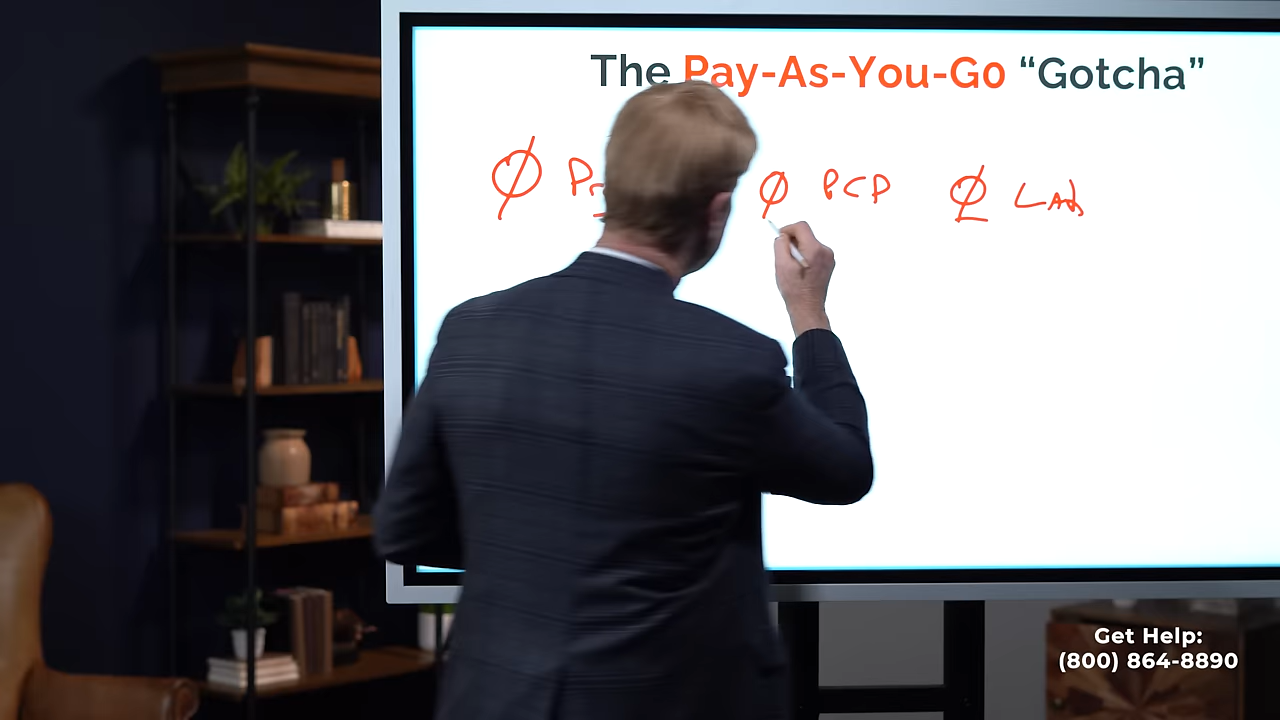 The Pay-As-You-Go “Gotcha”
Ø Ø PCP Ø LAB
Get Help:
(800) 864-8890